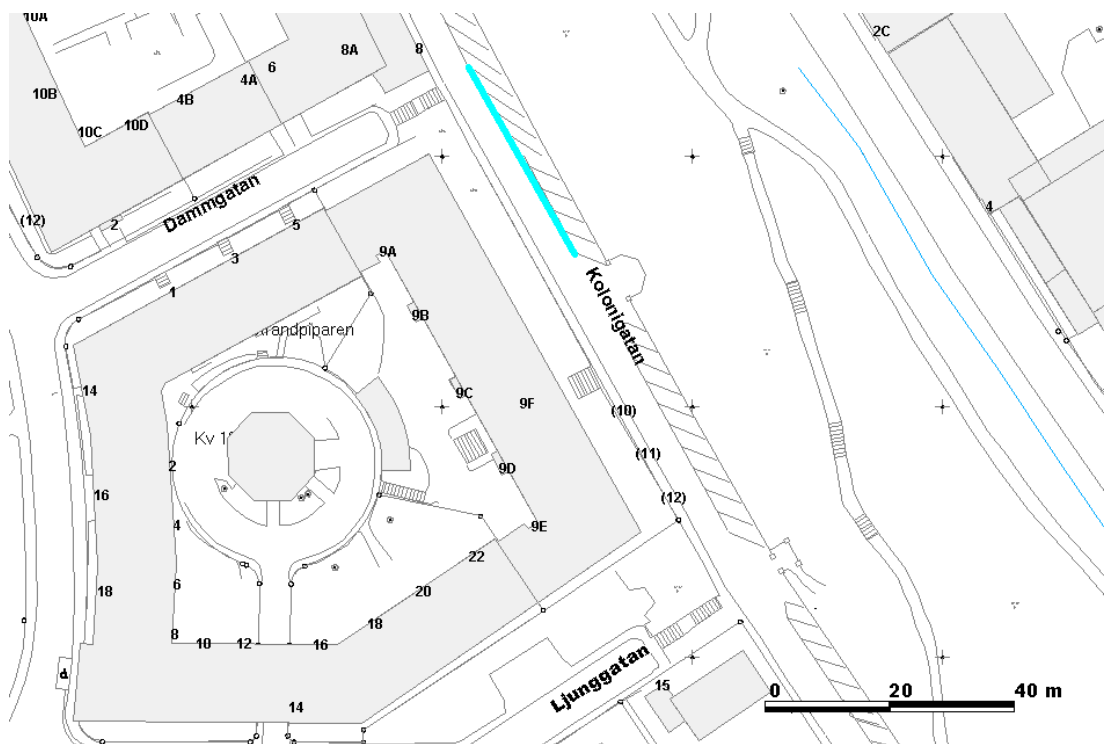 10A
2C
8
8A
6
4A
10B
4B
10D
10C
Dammgatan
(12)
2
5
3
9A
1
Kolonigatan
9B
14
9C
9F
(10)
Kv
(11)
2
9D
16
(12)
4
9E
22
6
20
18
18
8
10
12
16
d
Ljunggatan
15
14
4
0 20 40 m